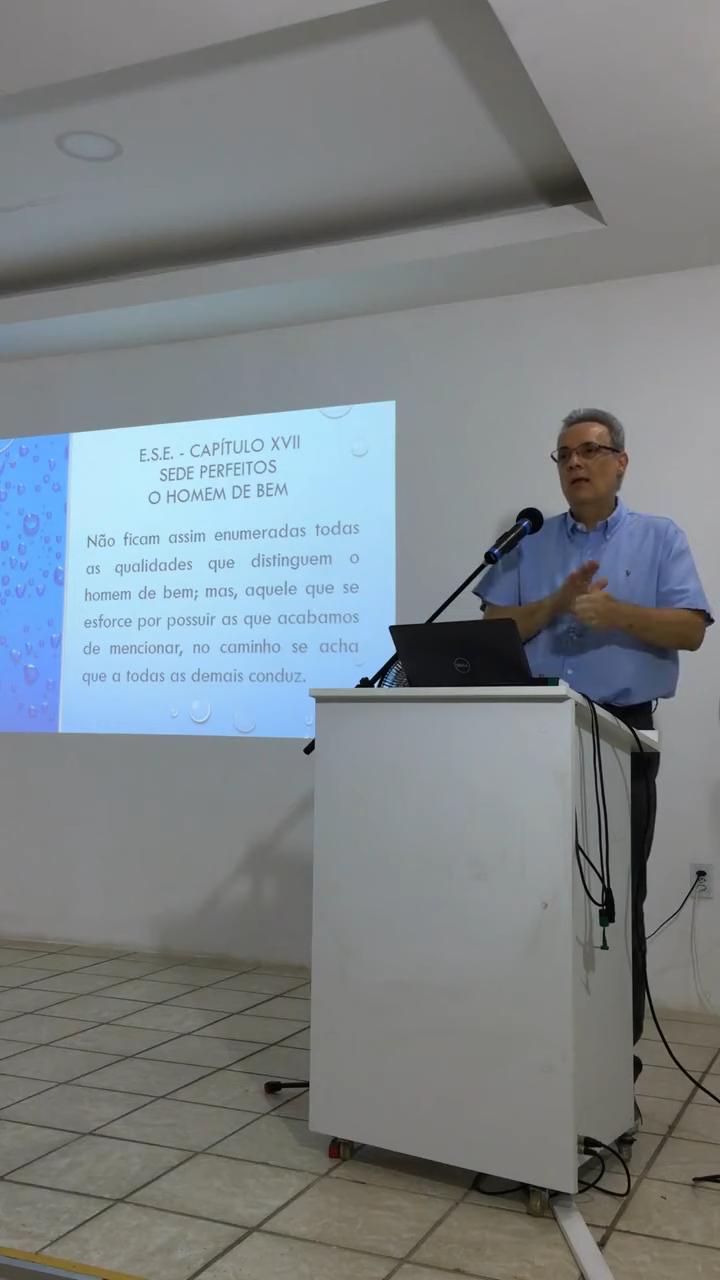 E.S.E. - CAPÍTULO XVII
SEDE PERFEITOS
O HOMEM DE BEM
Não ficam assim enumeradas todas
as qualidades que distinguem o
homem de bem; mas, aquele que se
esforce por possuir as que acabamos
de mencionar, no caminho se acha
que a todas as demais conduz.
DELL